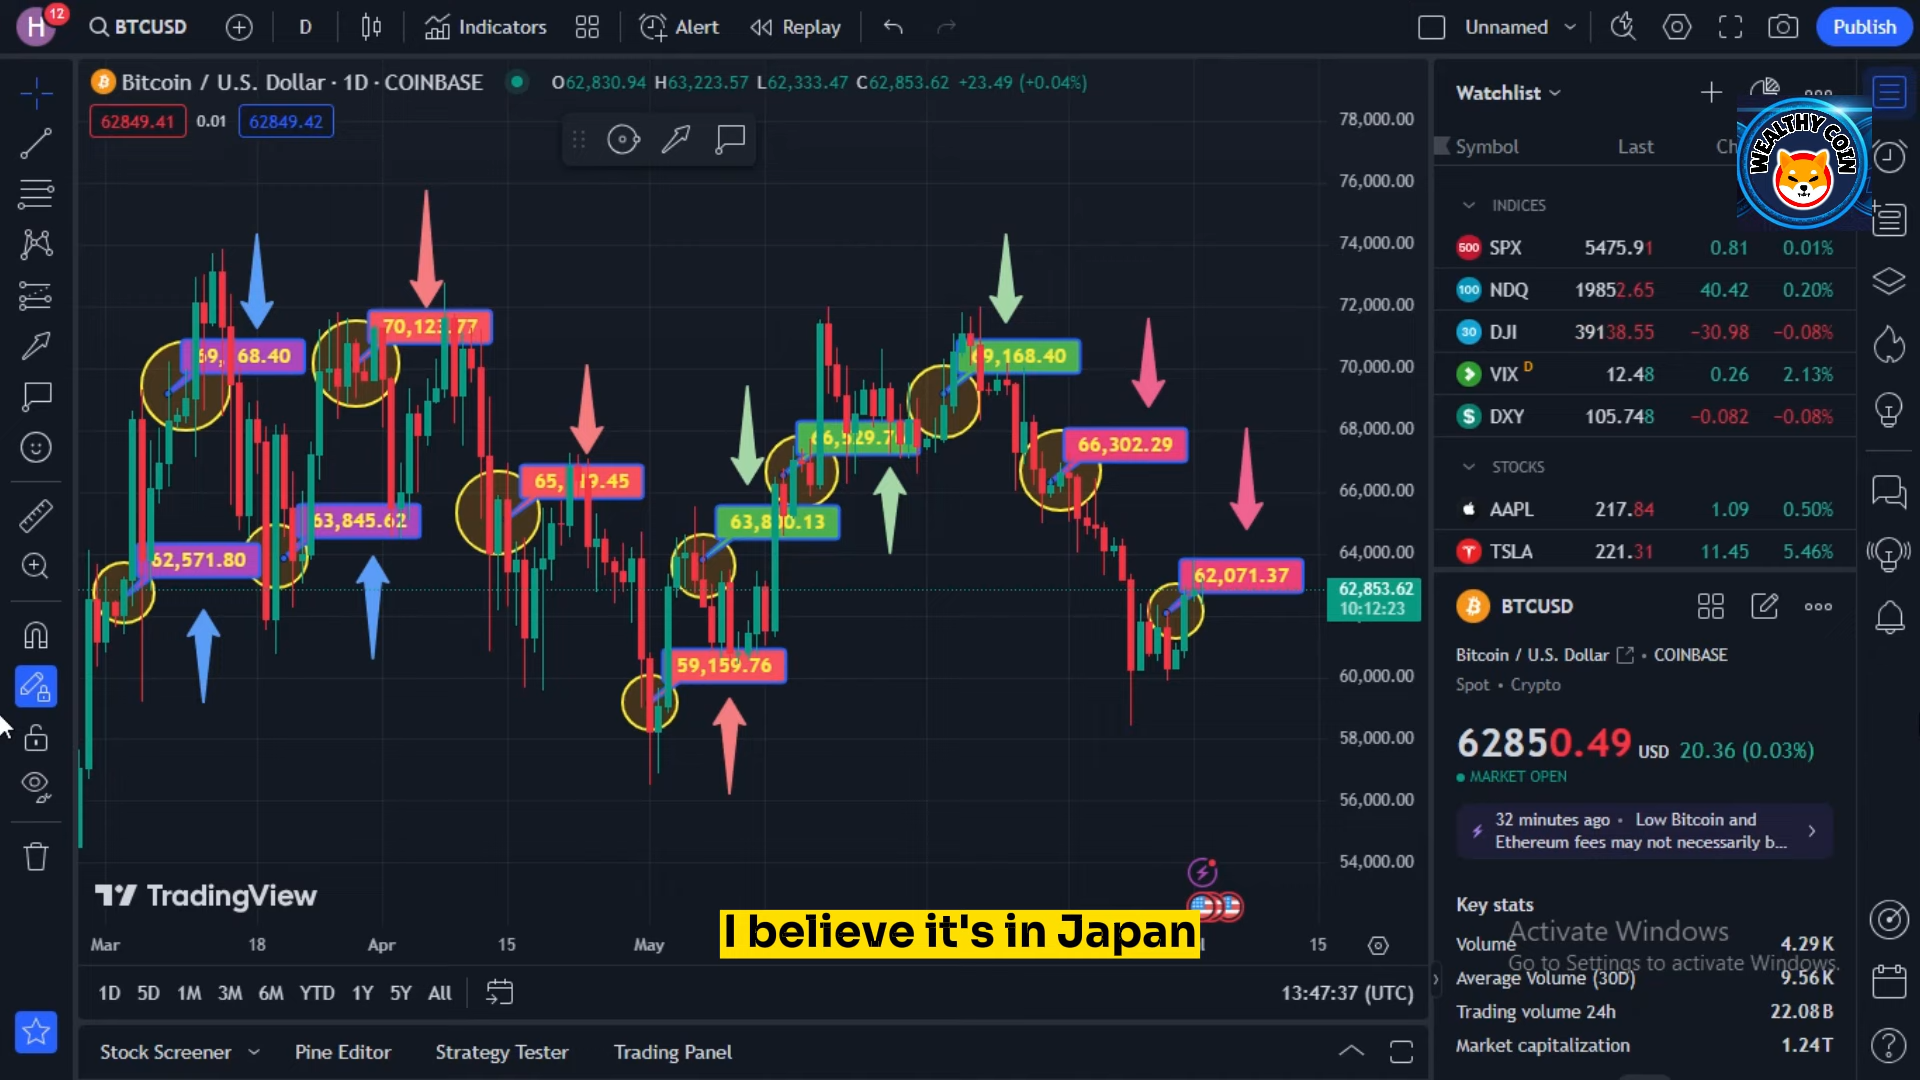 H
12
BTCUSD
D
Indicators
Alert
Replay
Unnamed
Publish
Bitcoin / U.S. Dollar · 1D · COINBASE
O62,830.94 H63,223.57 L62,333.47 C62,853.62 +23.49 (+0.04%)
62849.41 0.01 62849.42
78,000.00
76,000.00
74,000.00
72,000.00
70,000.00
68,000.00
66,000.00
64,000.00
62,853.62
10:12:23
60,000.00
58,000.00
56,000.00
54,000.00
70,123.77
69,168.40
66,302.29
63,845.62
62,571.80
62,071.37
59,159.76
TradingView
I believe it's in Japan
Mar 18 Apr 15 May 15
1D 5D 1M 3M 6M YTD 1Y 5Y All
13:47:37 (UTC)
Stock Screener Pine Editor Strategy Tester Trading Panel
Watchlist
WEALTHY COIN
Symbol Last
INDICES
500 SPX 5475.91 0.81 0.01%
100 NDQ 19852.65 40.42 0.20%
30 DJI 39138.55 −30.98 −0.08%
VIX D 12.48 0.26 2.13%
$ DXY 105.748 −0.082 −0.08%
STOCKS
AAPL 217.84 1.09 0.50%
TSLA 221.31 11.45 5.46%
BTCUSD
Bitcoin / U.S. Dollar · COINBASE
Spot • Crypto
62850.49 USD 20.36 (0.03%)
MARKET OPEN
32 minutes ago • Low Bitcoin and
Ethereum fees may not necessarily b...
Key stats
Activate Windows
Volume 4.29K
Go to Settings to activate Windows.
Average Volume (30D) 9.56K
Trading volume 24h 22.08B
Market capitalization 1.24T